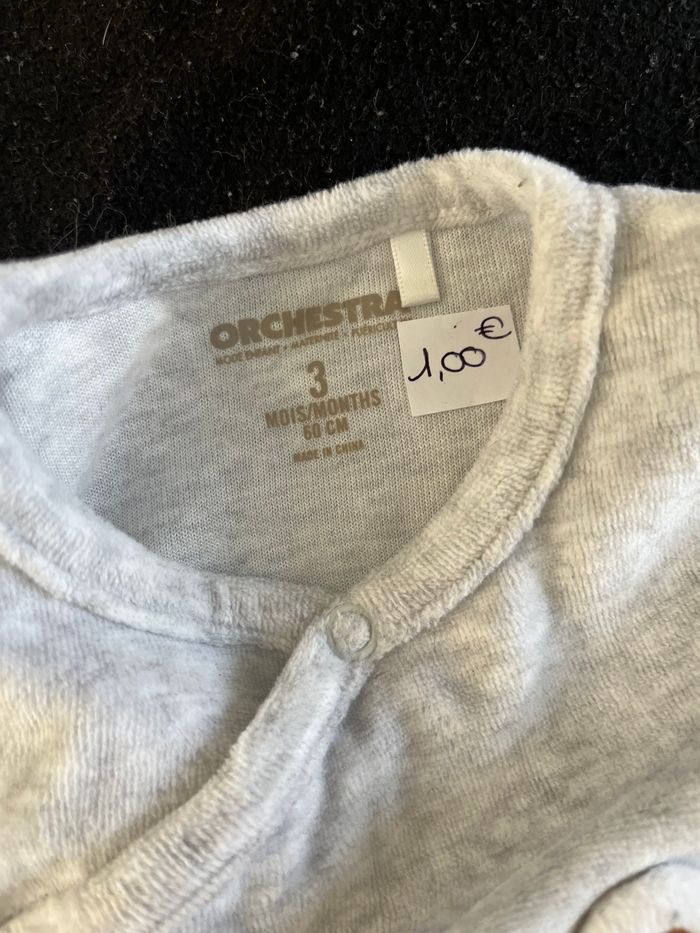 ORCHESTRA
3
MOIS/MONTHS
60 CM
MADE IN CHINA
1,00 €